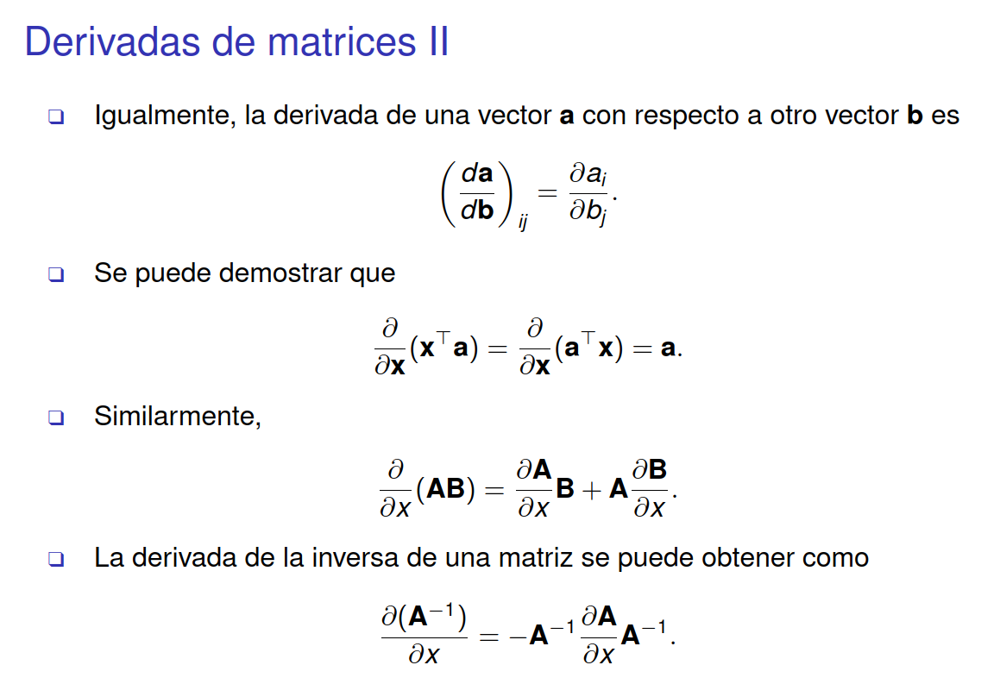 Derivadas de matrices II
❑ Igualmente, la derivada de una vector **a** con respecto a otro vector **b** es
$$\left(\frac{d\mathbf{a}}{d\mathbf{b}}\right)_{ij} = \frac{\partial a_i}{\partial b_j}.$$
❑ Se puede demostrar que
$$\frac{\partial}{\partial \mathbf{x}}(\mathbf{x}^\top \mathbf{a}) = \frac{\partial}{\partial \mathbf{x}}(\mathbf{a}^\top \mathbf{x}) = \mathbf{a}.$$
❑ Similarmente,
$$\frac{\partial}{\partial x}(\mathbf{AB}) = \frac{\partial \mathbf{A}}{\partial x}\mathbf{B} + \mathbf{A}\frac{\partial \mathbf{B}}{\partial x}.$$
❑ La derivada de la inversa de una matriz se puede obtener como
$$\frac{\partial(\mathbf{A}^{-1})}{\partial x} = -\mathbf{A}^{-1}\frac{\partial \mathbf{A}}{\partial x}\mathbf{A}^{-1}.$$